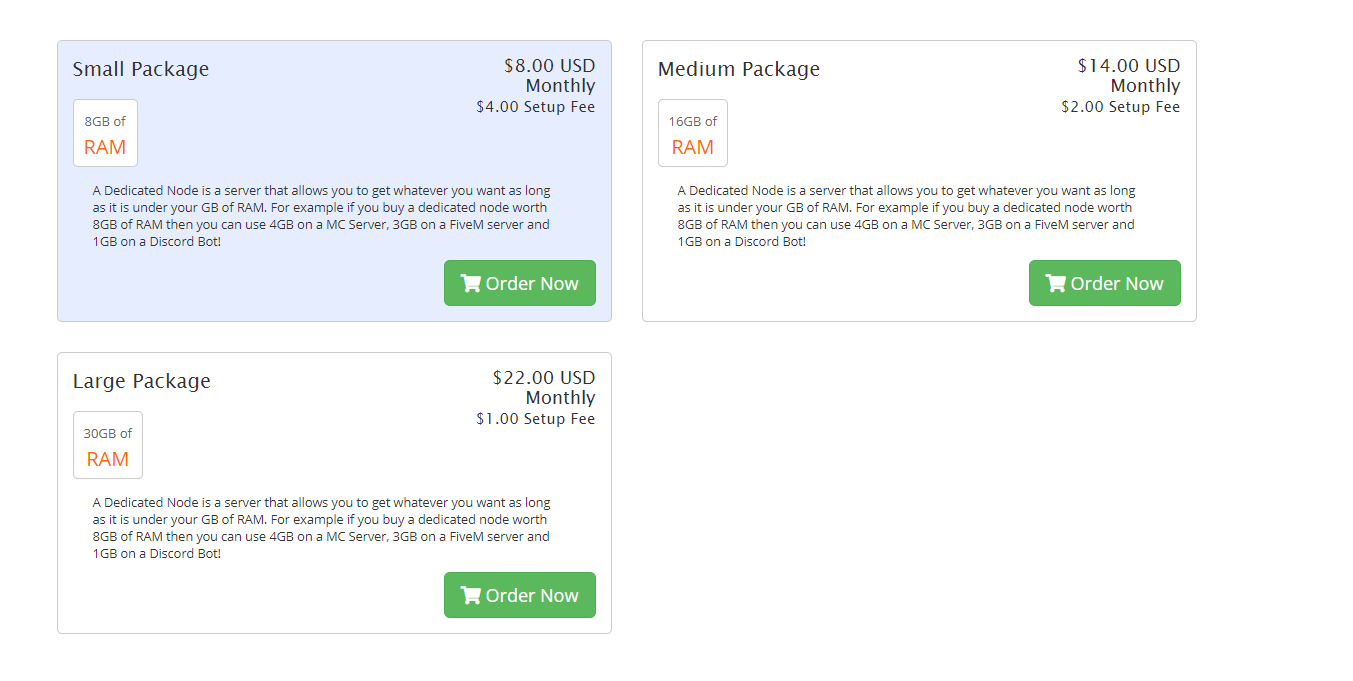 Small Package
$8.00 USD
Monthly
$4.00 Setup Fee
8GB of
RAM
A Dedicated Node is a server that allows you to get whatever you want as long
as it is under your GB of RAM. For example if you buy a dedicated node worth
8GB of RAM then you can use 4GB on a MC Server, 3GB on a FiveM server and
1GB on a Discord Bot!
Order Now
Medium Package
$14.00 USD
Monthly
$2.00 Setup Fee
16GB of
RAM
A Dedicated Node is a server that allows you to get whatever you want as long
as it is under your GB of RAM. For example if you buy a dedicated node worth
8GB of RAM then you can use 4GB on a MC Server, 3GB on a FiveM server and
1GB on a Discord Bot!
Order Now
Large Package
$22.00 USD
Monthly
$1.00 Setup Fee
30GB of
RAM
A Dedicated Node is a server that allows you to get whatever you want as long
as it is under your GB of RAM. For example if you buy a dedicated node worth
8GB of RAM then you can use 4GB on a MC Server, 3GB on a FiveM server and
1GB on a Discord Bot!
Order Now